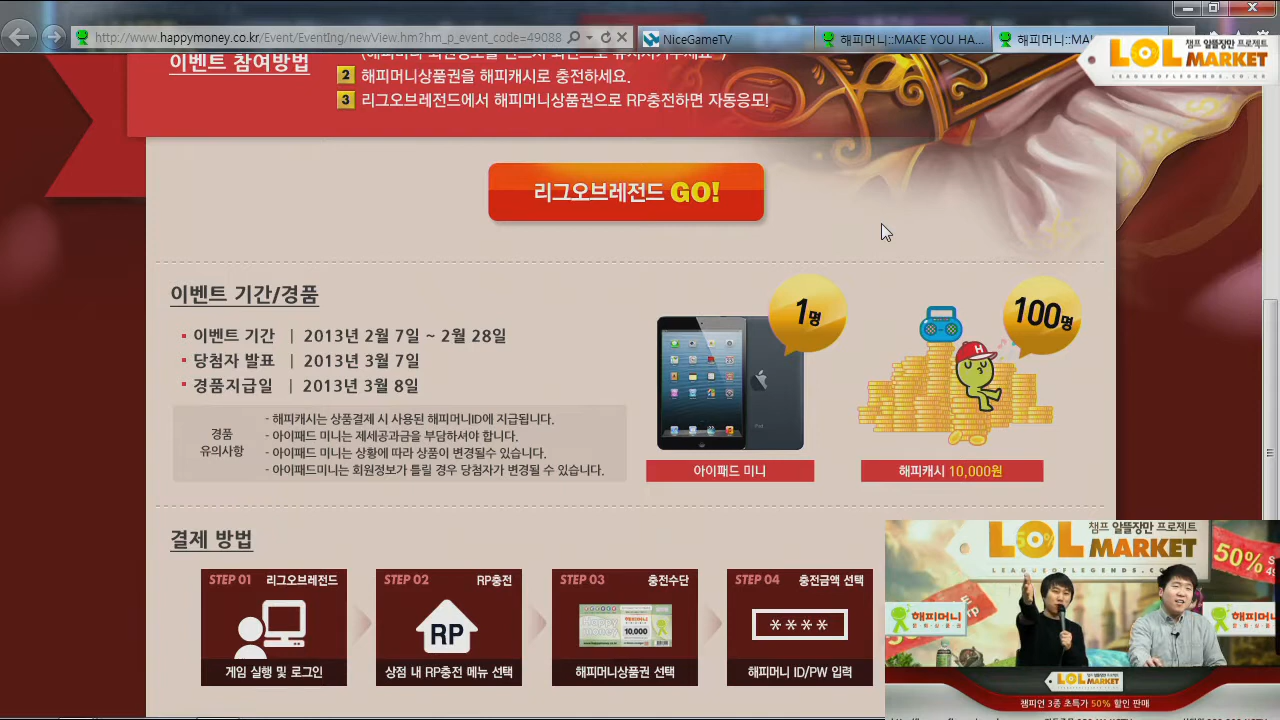 http://www.happymoney.co.kr/Event/EventIng/newView.hm?hm_p_event_code=49088
NiceGameTV
해피머니::MAKE YOU HA...
해피머니::MA
LOL MARKET
챔프 알뜰장만 프로젝트
LEAGUEOFLEGENDS.CO.KR
이벤트 참여방법
2 해피머니상품권을 해피캐시로 충전하세요.
3 리그오브레전드에서 해피머니상품권으로 RP충전하면 자동응모!
리그오브레전드 GO!
이벤트 기간/경품
이벤트 기간 | 2013년 2월 7일 ~ 2월 28일
당첨자 발표 | 2013년 3월 7일
경품지급일 | 2013년 3월 8일
경품
유의사항
- 해피캐시는 상품결제 시 사용된 해피머니ID에 지급됩니다.
- 아이패드 미니는 제세공과금을 부담하셔야 합니다.
- 아이패드 미니는 상황에 따라 상품이 변경될수 있습니다.
- 아이패드미니는 회원정보가 틀릴 경우 당첨자가 변경될 수 있습니다.
1명
iPad
아이패드 미니
100명
H
해피캐시 10,000원
결제 방법
STEP 01 리그오브레전드
게임 실행 및 로그인
STEP 02 RP충전
RP
상점 내 RP충전 메뉴 선택
STEP 03 충전수단
10,000
해피머니상품권 선택
STEP 04 충전금액 선택
****
해피머니 ID/PW 입력
챔프 알뜰장만 프로젝트
LOL MARKET
LEAGUEOFLEGENDS.CO
50%
해피머니
해피머니
LOL MARKET
챔피언 3종 초특가 50% 할인 판매